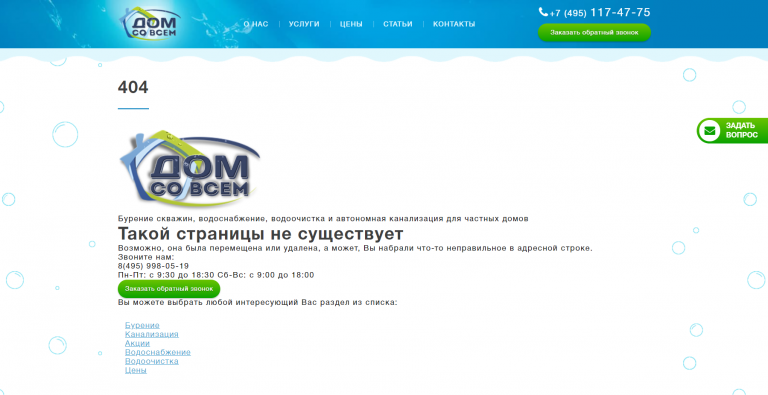 ДОМ
СО ВСЕМ
О НАС
УСЛУГИ
ЦЕНЫ
СТАТЬИ
КОНТАКТЫ
+7 (495) 117-47-75
Заказать обратный звонок
404
ЗАДАТЬ
ВОПРОС
ДОМ
СО ВСЕМ
Бурение скважин, водоснабжение, водоочистка и автономная канализация для частных домов
Такой страницы не существует
Возможно, она была перемещена или удалена, а может, Вы набрали что-то неправильное в адресной строке.
Звоните нам:
8(495) 998-05-19
Пн-Пт: с 9:30 до 18:30 Сб-Вс: с 9:00 до 18:00
Заказать обратный звонок
Вы можете выбрать любой интересующий Вас раздел из списка:
Бурение
Канализация
Акции
Водоснабжение
Водоочистка
Цены